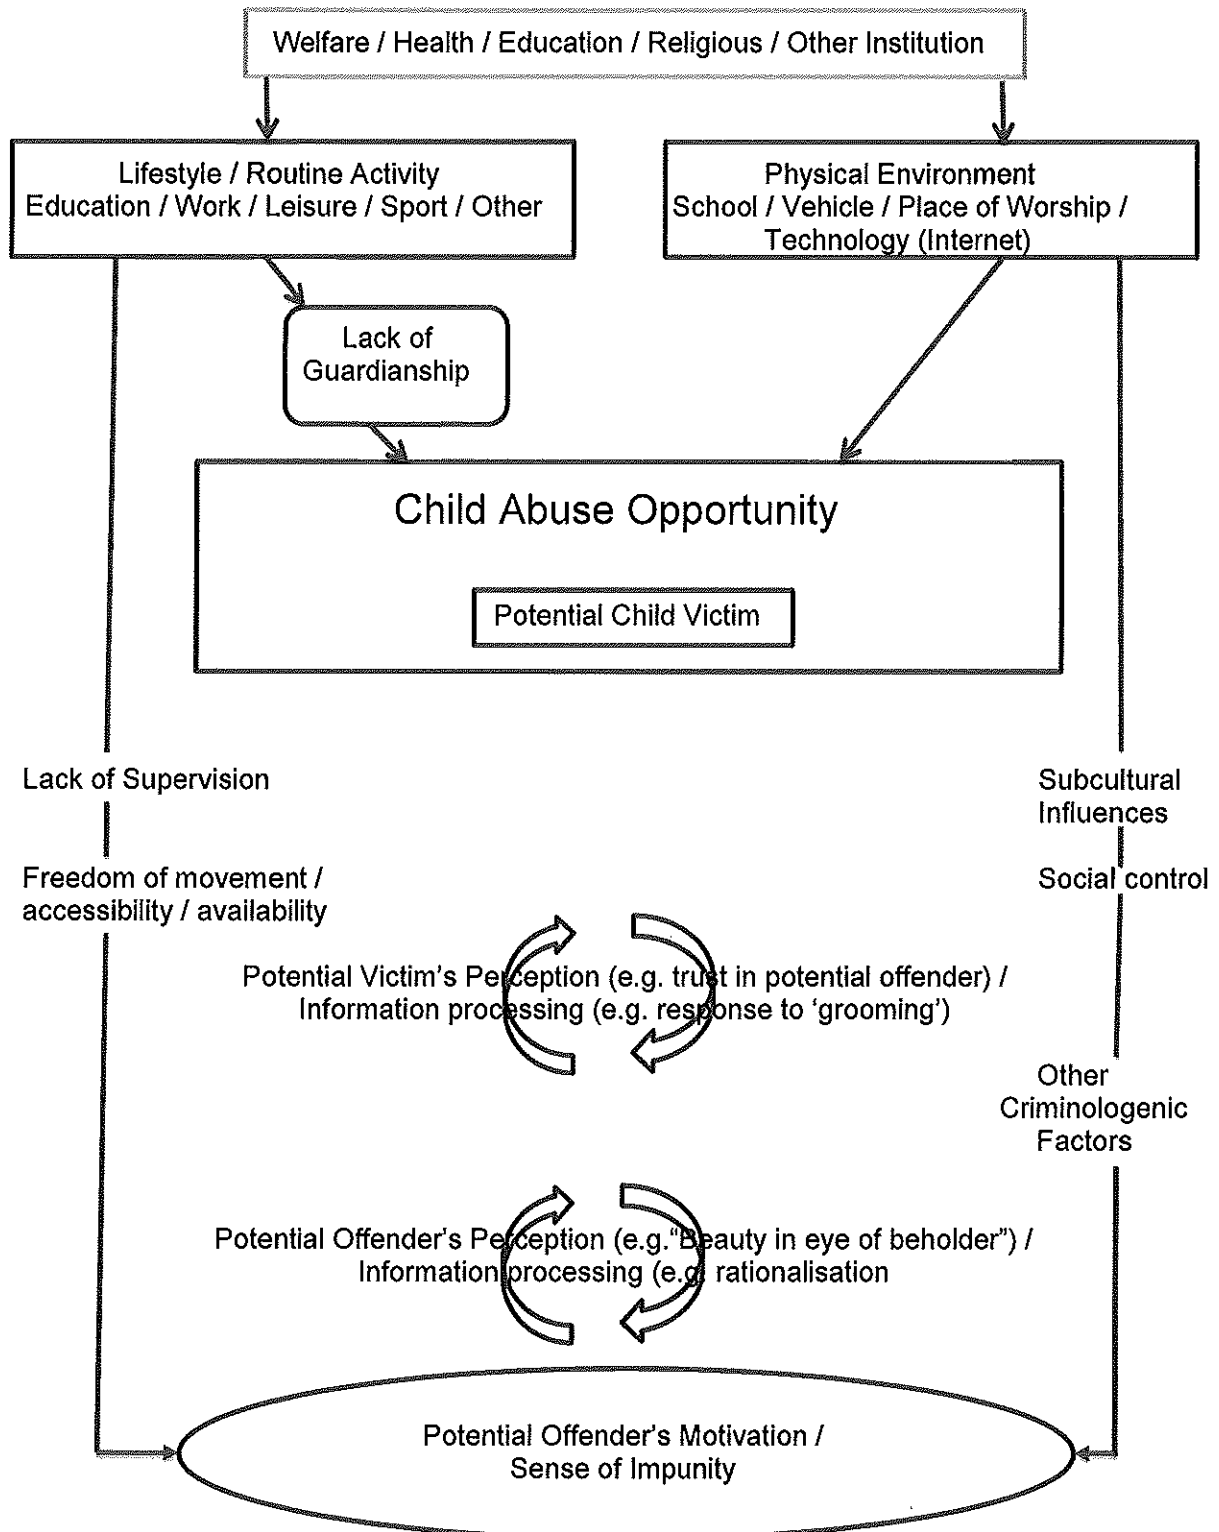 Welfare / Health / Education / Religious / Other Institution
Lifestyle / Routine Activity
Education / Work / Leisure / Sport / Other
Physical Environment
School / Vehicle / Place of Worship /
Technology (Internet)
Lack of
Guardianship
Child Abuse Opportunity
Potential Child Victim
Lack of Supervision
Subcultural
Influences
Freedom of movement /
accessibility / availability
Social control
Potential Victim's Perception (e.g. trust in potential offender) /
Information processing (e.g. response to ‘grooming’)
Other
Criminologenic
Factors
Potential Offender's Perception (e.g.“Beauty in eye of beholder”) /
Information processing (e.g. rationalisation
Potential Offender's Motivation /
Sense of Impunity